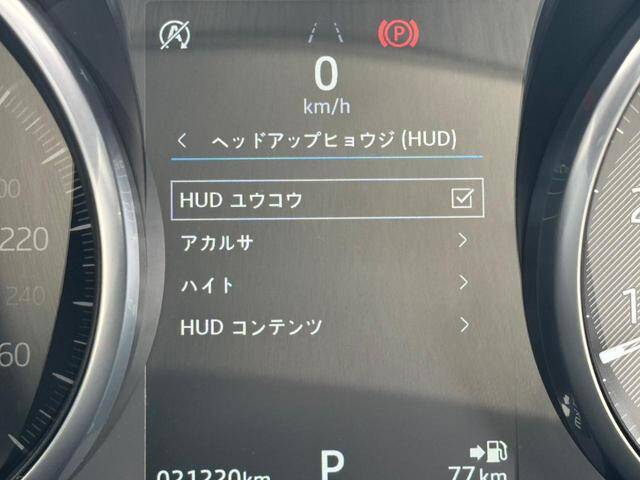 0
km/h
ヘッドアップヒョウジ (HUD)
HUD ユウコウ
アカルサ
ハイト
HUD コンテンツ
220
240
60
P
021220km
P
77km